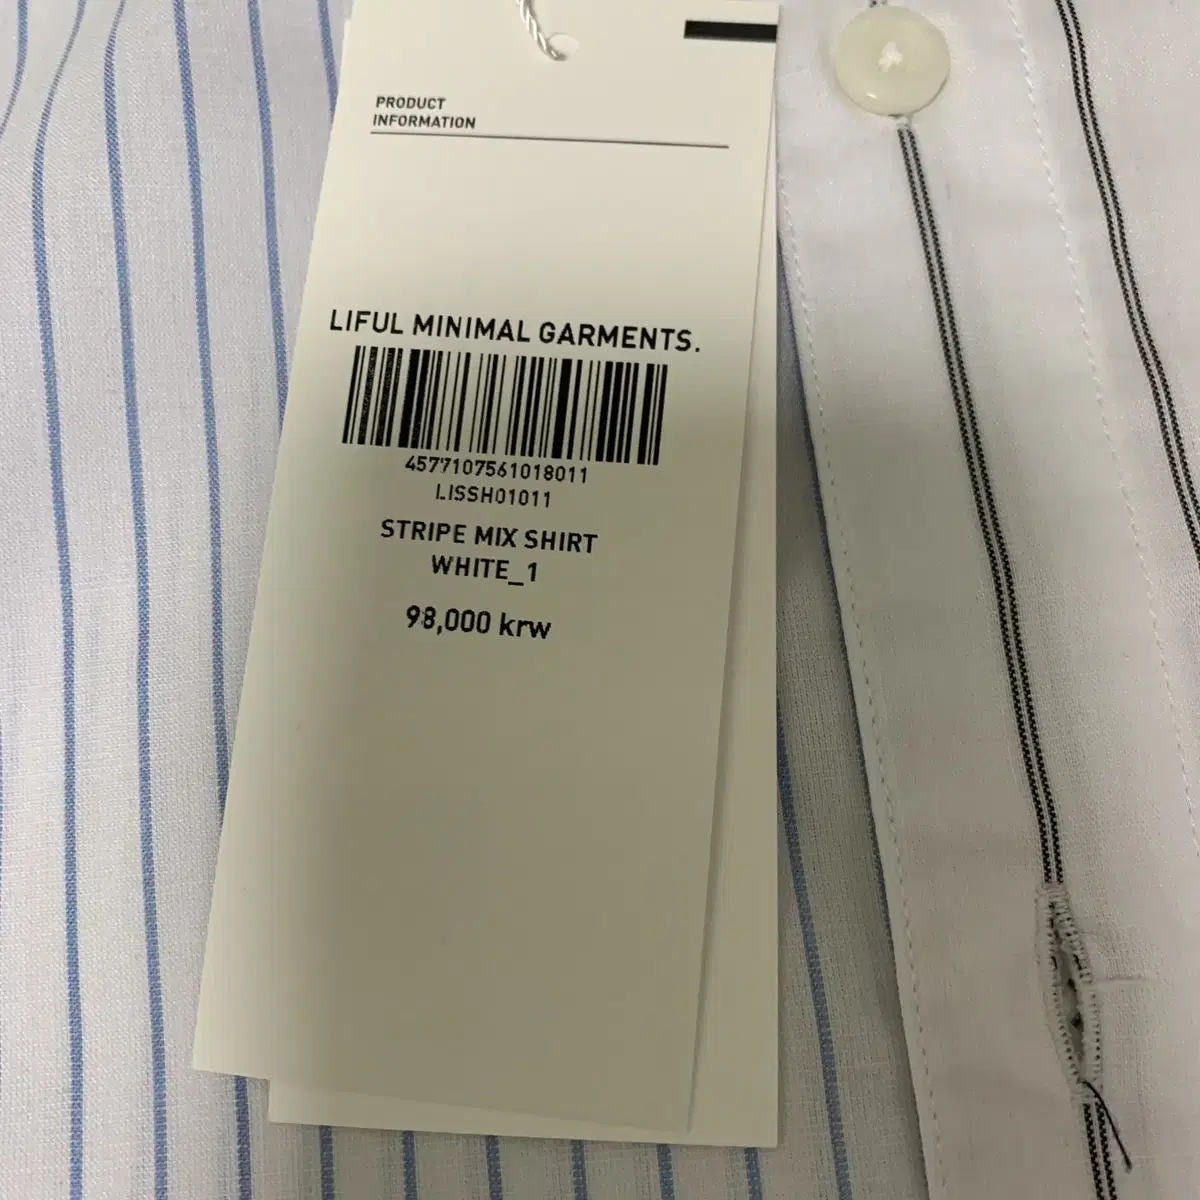 PRODUCT
INFORMATION
LIFUL MINIMAL GARMENTS.
4577107561018011
LISSH01011
STRIPE MIX SHIRT
WHITE_1
98,000 krw